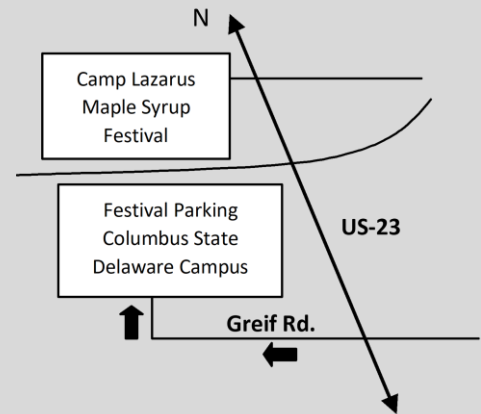 N
Camp Lazarus
Maple Syrup
Festival
Festival Parking
Columbus State
Delaware Campus
US-23
Greif Rd.